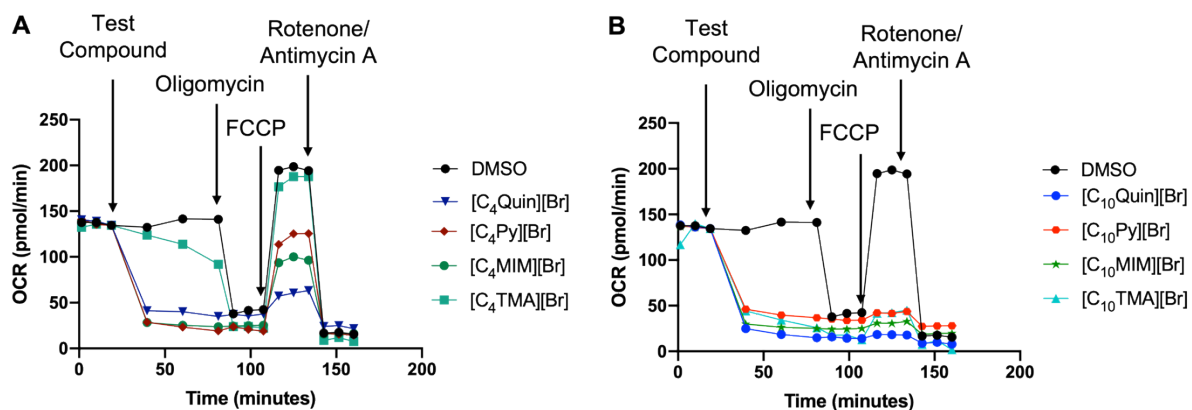 A
Test
Compound
Oligomycin
FCCP
Rotenone/
Antimycin A
250
200
150
100
50
0
OCR (pmol/min)
0
100
200
Time (minutes)
DMSO
[C₄Quin][Br]
[C₄Py][Br]
[C₄MIM][Br]
[C₄TMA][Br]
B
Test
Compound
Oligomycin
FCCP
Rotenone/
Antimycin A
250
200
150
100
50
0
OCR (pmol/min)
0
50
100
150
200
Time (minutes)
DMSO
[C₁₀Quin][Br]
[C₁₀Py][Br]
[C₁₀MIM][Br]
[C₁₀TMA][Br]